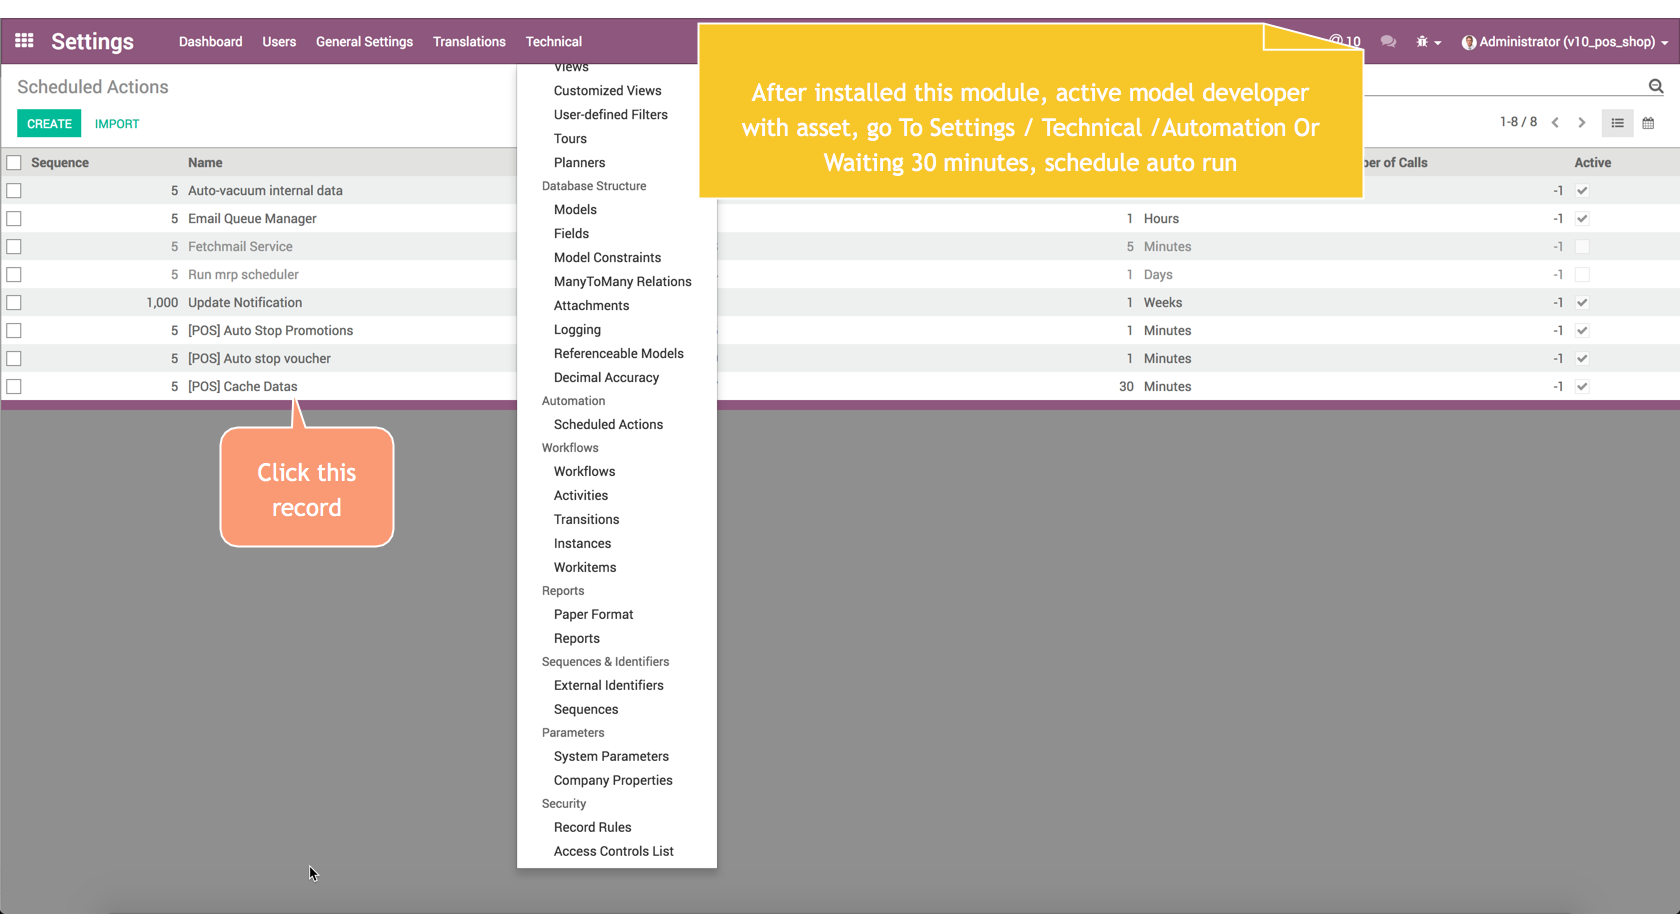 Settings Dashboard Users General Settings Translations Technical @10 Administrator (v10_pos_shop)
After installed this module, active model developer
with asset, go To Settings / Technical /Automation Or
Waiting 30 minutes, schedule auto run
Scheduled Actions
CREATE IMPORT
1-8 / 8
Sequence Name of Calls Active
5 Auto-vacuum internal data -1
5 Email Queue Manager 1 Hours -1
5 Fetchmail Service 5 Minutes -1
5 Run mrp scheduler 1 Days -1
1,000 Update Notification 1 Weeks -1
5 [POS] Auto Stop Promotions 1 Minutes -1
5 [POS] Auto stop voucher 1 Minutes -1
5 [POS] Cache Datas 30 Minutes -1
Click this
record
Views
Customized Views
User-defined Filters
Tours
Planners
Database Structure
Models
Fields
Model Constraints
ManyToMany Relations
Attachments
Logging
Referenceable Models
Decimal Accuracy
Automation
Scheduled Actions
Workflows
Workflows
Activities
Transitions
Instances
Workitems
Reports
Paper Format
Reports
Sequences & Identifiers
External Identifiers
Sequences
Parameters
System Parameters
Company Properties
Security
Record Rules
Access Controls List